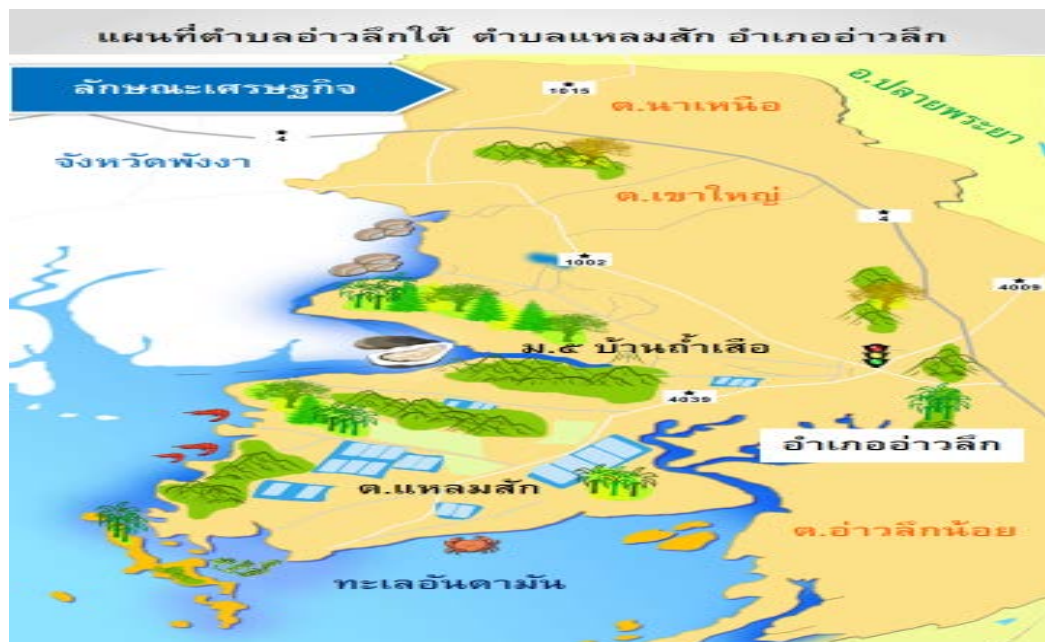 แผนที่ตำบลอ่าวลึกใต้ ตำบลแหลมสัก อำเภออ่าวลึก
ลักษณะเศรษฐกิจ
1015
ต.นาเหนือ
อ.ปลายพระยา
4
จังหวัดพังงา
ต.เขาใหญ่
4
1002
4009
ม.๕ บ้านถ้ำเสือ
4039
อำเภออ่าวลึก
ต.แหลมสัก
ต.อ่าวลึกน้อย
ทะเลอันดามัน